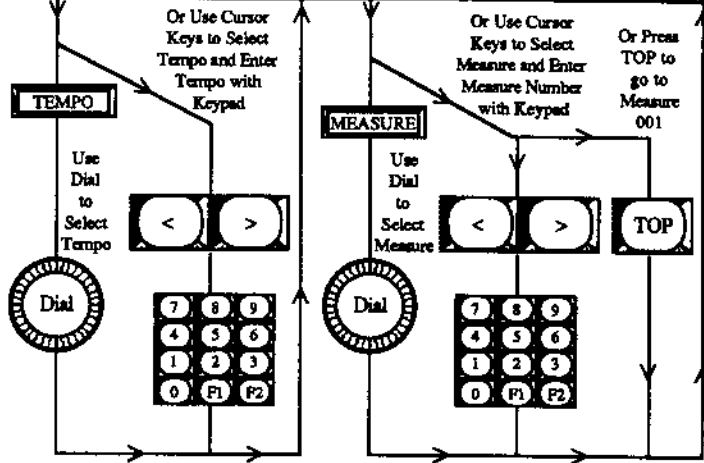 Or Use Cursor
Keys to Select
Tempo and Enter
Tempo with
Keypad
TEMPO
Use
Dial
to
Select
Tempo
< >
Dial
7 8 9
4 5 6
1 2 3
0 F1 F2
Or Use Cursor
Keys to Select
Measure and Enter
Measure Number
with Keypad
Or Press
TOP to
go to
Measure
001
MEASURE
Use
Dial
to
Select
Measure
< >
TOP
Dial
7 8 9
4 5 6
1 2 3
0 F1 F2